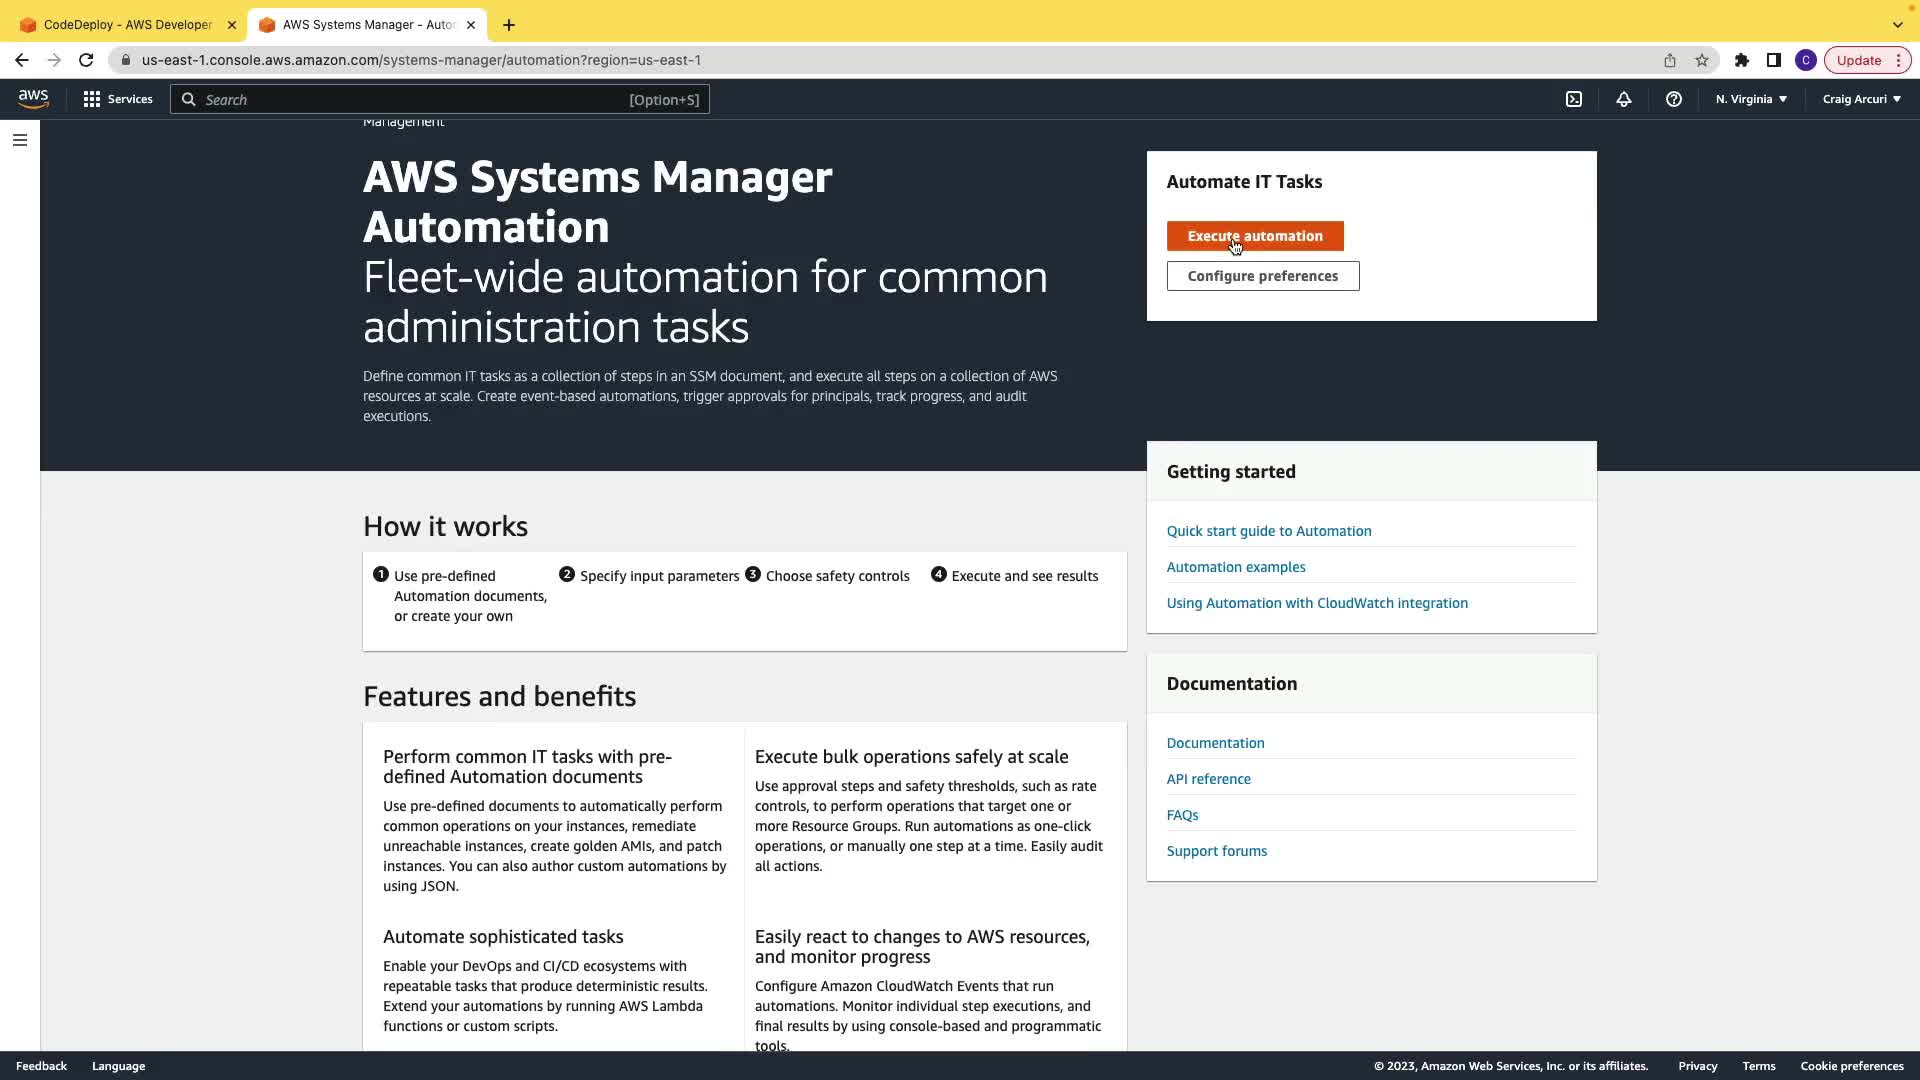 CodeDeploy - AWS Developer
AWS Systems Manager - Auto
us-east-1.console.aws.amazon.com/systems-manager/automation?region=us-east-1
C
Update
aws
Services
Search
[Option+S]
N. Virginia
Craig Arcuri
Management
AWS Systems Manager
Automation
Fleet-wide automation for common
administration tasks
Define common IT tasks as a collection of steps in an SSM document, and execute all steps on a collection of AWS
resources at scale. Create event-based automations, trigger approvals for principals, track progress, and audit
executions.
Automate IT Tasks
Execute automation
Configure preferences
How it works
1 Use pre-defined
Automation documents,
or create your own
2 Specify input parameters
3 Choose safety controls
4 Execute and see results
Getting started
Quick start guide to Automation
Automation examples
Using Automation with CloudWatch integration
Features and benefits
Perform common IT tasks with pre-
defined Automation documents
Use pre-defined documents to automatically perform
common operations on your instances, remediate
unreachable instances, create golden AMIs, and patch
instances. You can also author custom automations by
using JSON.
Execute bulk operations safely at scale
Use approval steps and safety thresholds, such as rate
controls, to perform operations that target one or
more Resource Groups. Run automations as one-click
operations, or manually one step at a time. Easily audit
all actions.
Automate sophisticated tasks
Enable your DevOps and CI/CD ecosystems with
repeatable tasks that produce deterministic results.
Extend your automations by running AWS Lambda
functions or custom scripts.
Easily react to changes to AWS resources,
and monitor progress
Configure Amazon CloudWatch Events that run
automations. Monitor individual step executions, and
final results by using console-based and programmatic
tools.
Documentation
Documentation
API reference
FAQs
Support forums
Feedback
Language
© 2023, Amazon Web Services, Inc. or its affiliates.
Privacy
Terms
Cookie preferences